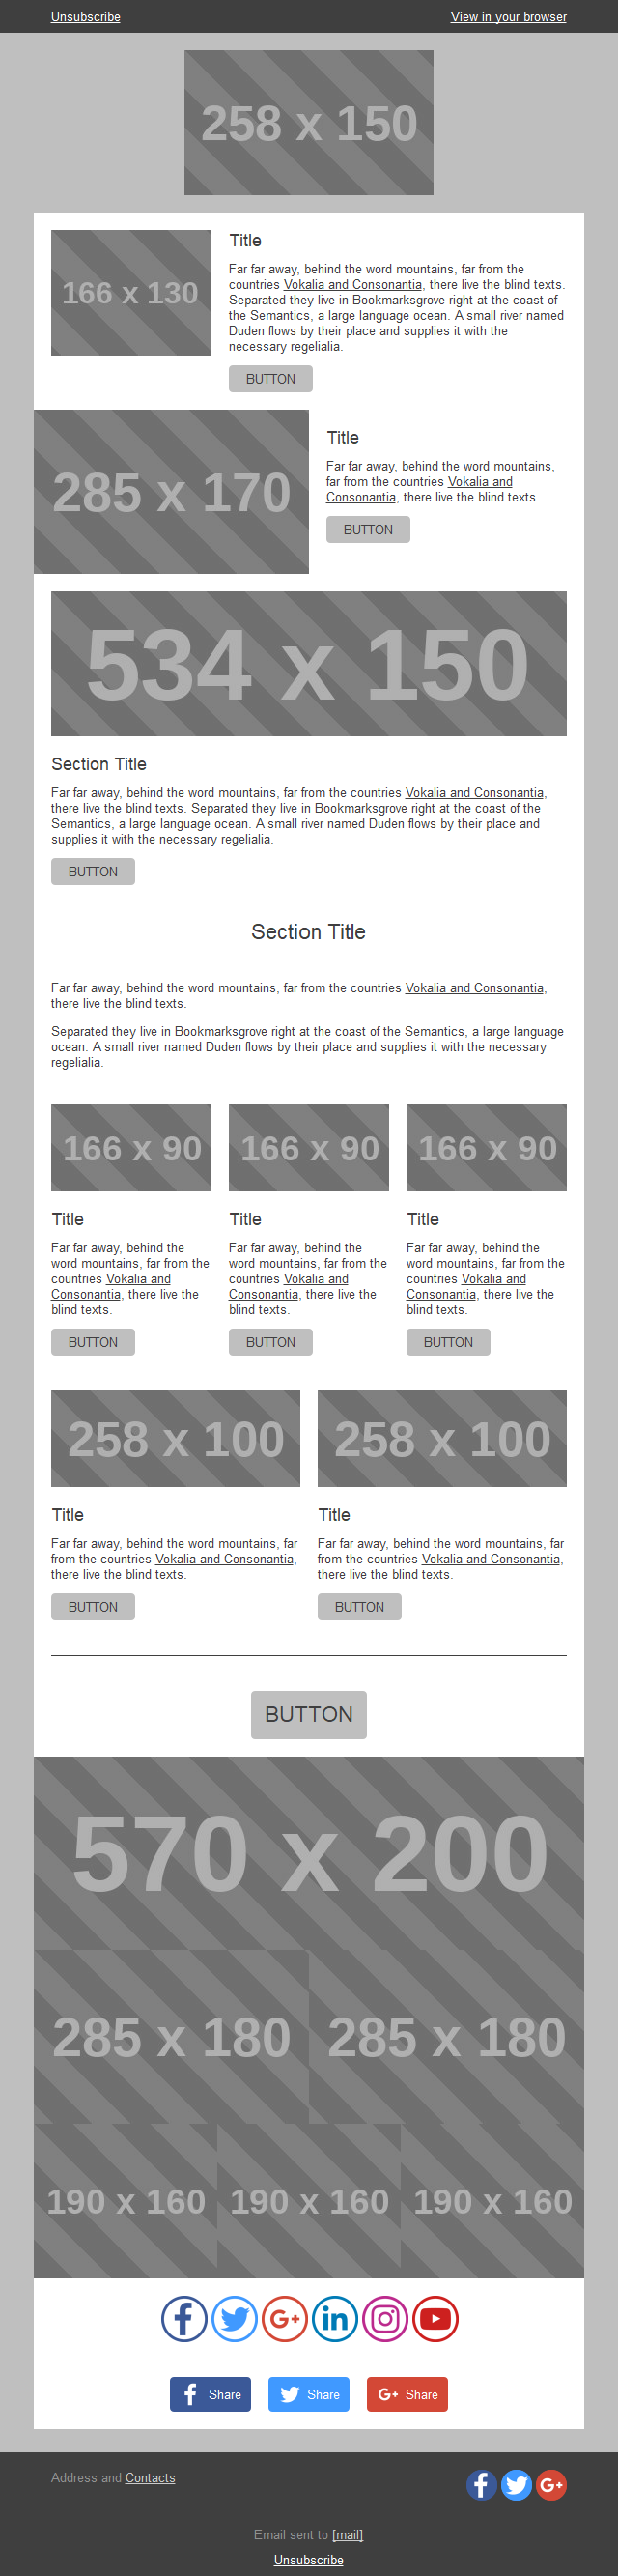 Unsubscribe
View in your browser
258 x 150
166 x 130
Title
Far far away, behind the word mountains, far from the
countries Vokalia and Consonantia, there live the blind texts.
Separated they live in Bookmarksgrove right at the coast of
the Semantics, a large language ocean. A small river named
Duden flows by their place and supplies it with the
necessary regelialia.
BUTTON
285 x 170
Title
Far far away, behind the word mountains,
far from the countries Vokalia and
Consonantia, there live the blind texts.
BUTTON
534 x 150
Section Title
Far far away, behind the word mountains, far from the countries Vokalia and Consonantia,
there live the blind texts. Separated they live in Bookmarksgrove right at the coast of the
Semantics, a large language ocean. A small river named Duden flows by their place and
supplies it with the necessary regelialia.
BUTTON
Section Title
Far far away, behind the word mountains, far from the countries Vokalia and Consonantia,
there live the blind texts.
Separated they live in Bookmarksgrove right at the coast of the Semantics, a large language
ocean. A small river named Duden flows by their place and supplies it with the necessary
regelialia.
166 x 90
Title
Far far away, behind the
word mountains, far from the
countries Vokalia and
Consonantia, there live the
blind texts.
BUTTON
166 x 90
Title
Far far away, behind the
word mountains, far from the
countries Vokalia and
Consonantia, there live the
blind texts.
BUTTON
166 x 90
Title
Far far away, behind the
word mountains, far from the
countries Vokalia and
Consonantia, there live the
blind texts.
BUTTON
258 x 100
Title
Far far away, behind the word mountains, far
from the countries Vokalia and Consonantia,
there live the blind texts.
BUTTON
258 x 100
Title
Far far away, behind the word mountains, far
from the countries Vokalia and Consonantia,
there live the blind texts.
BUTTON
BUTTON
570 x 200
285 x 180
285 x 180
190 x 160
190 x 160
190 x 160
Share
Share
Share
Address and Contacts
Email sent to [mail]
Unsubscribe